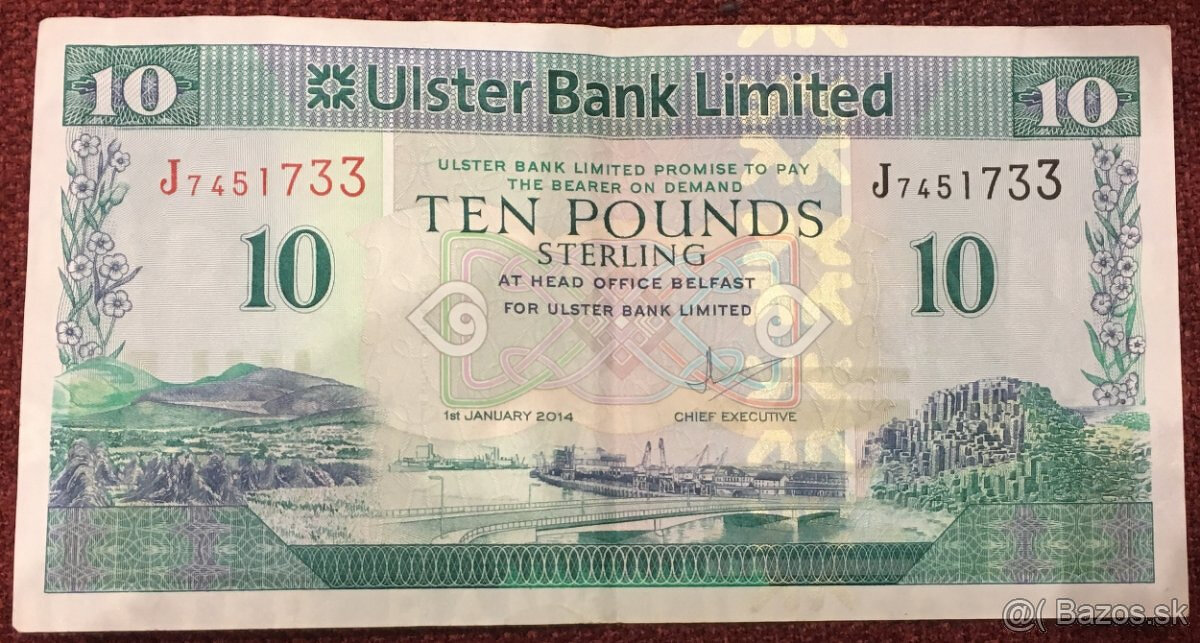 10 Ulster Bank Limited 10
J7451733
J7451733
ULSTER BANK LIMITED PROMISE TO PAY
THE BEARER ON DEMAND
TEN POUNDS
STERLING
10
10
AT HEAD OFFICE BELFAST
FOR ULSTER BANK LIMITED
1st JANUARY 2014
CHIEF EXECUTIVE
@( Bazos.sk